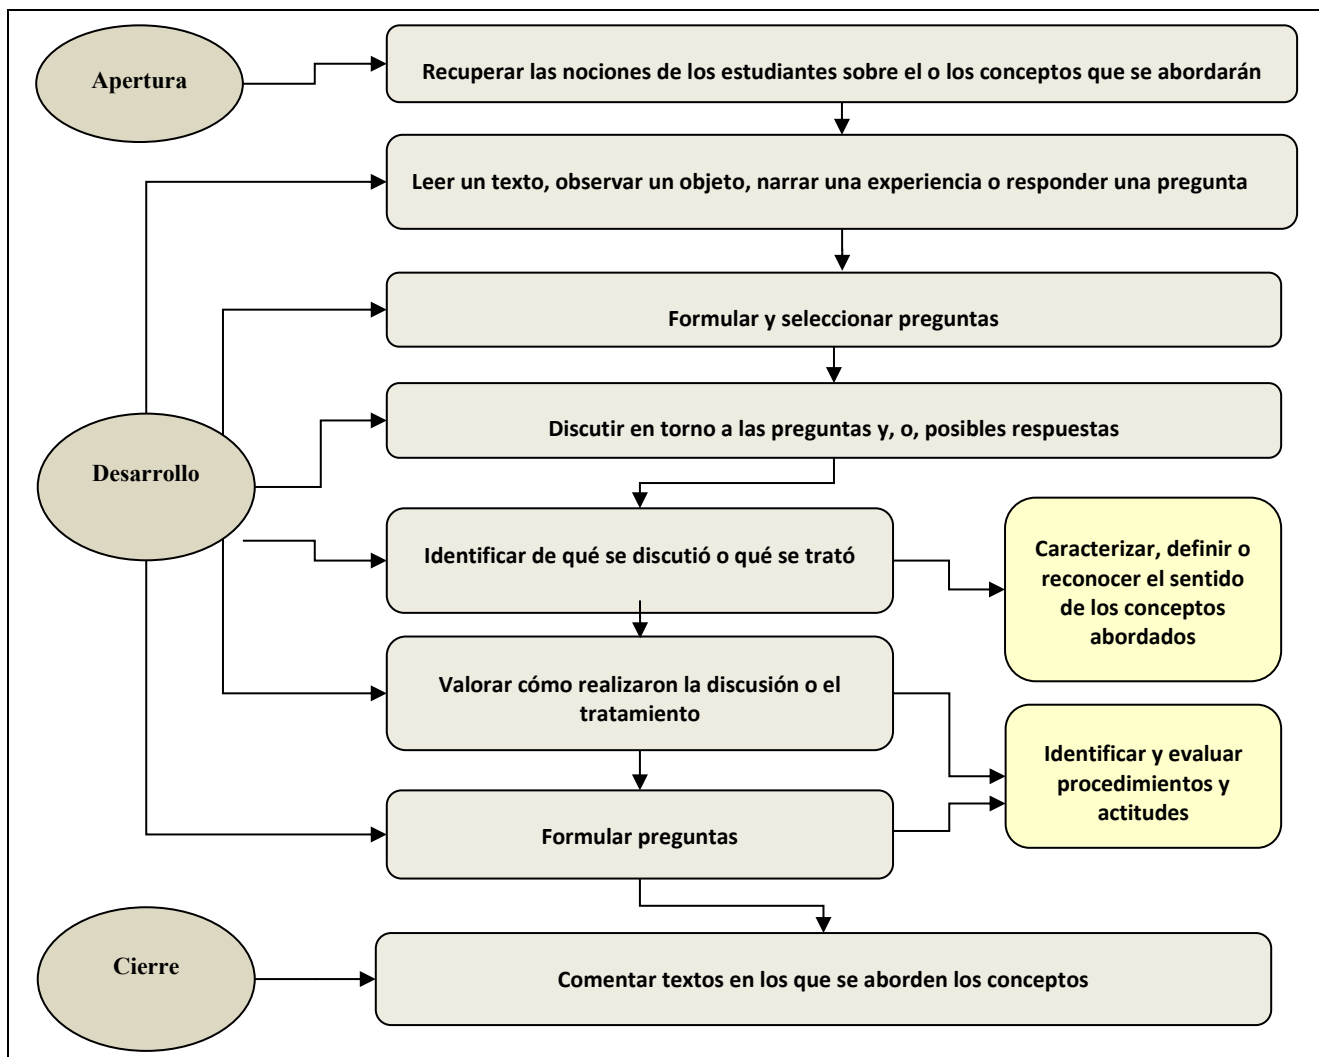 Apertura
Recuperar las nociones de los estudiantes sobre el o los conceptos que se abordarán
Leer un texto, observar un objeto, narrar una experiencia o responder una pregunta
Formular y seleccionar preguntas
Discutir en torno a las preguntas y, o, posibles respuestas
Desarrollo
Identificar de qué se discutió o qué se trató
Caracterizar, definir o
reconocer el sentido
de los conceptos
abordados
Valorar cómo realizaron la discusión o el
tratamiento
Identificar y evaluar
procedimientos y
actitudes
Formular preguntas
Cierre
Comentar textos en los que se aborden los conceptos